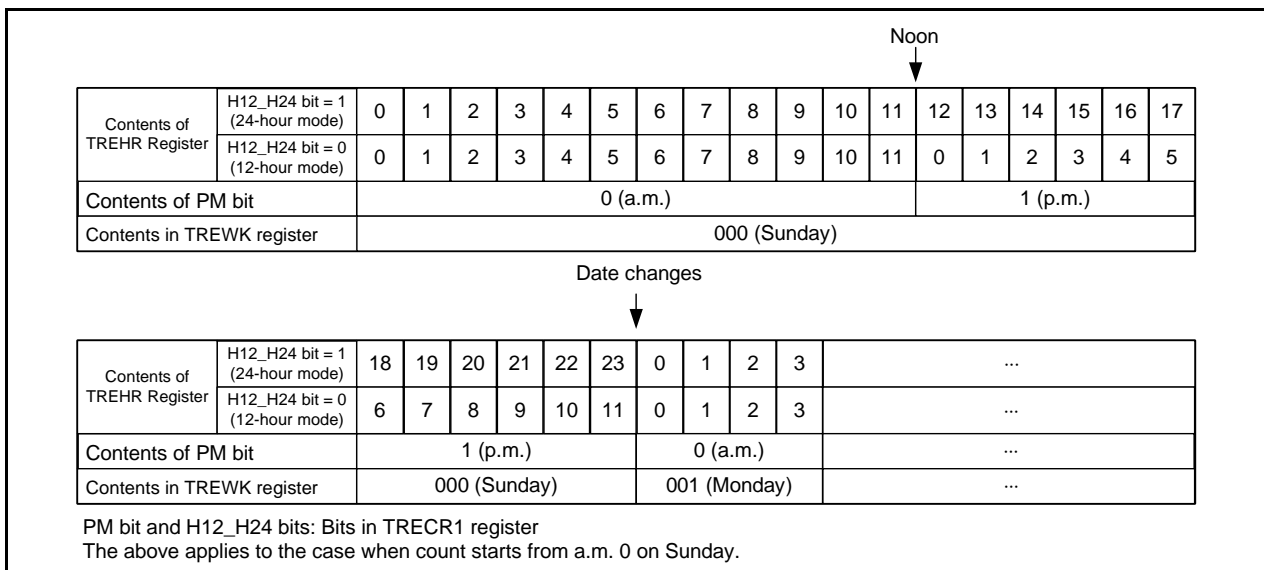 Noon
Contents of TREHR Register
H12_H24 bit = 1 (24-hour mode) 0 1 2 3 4 5 6 7 8 9 10 11 12 13 14 15 16 17
H12_H24 bit = 0 (12-hour mode) 0 1 2 3 4 5 6 7 8 9 10 11 0 1 2 3 4 5
Contents of PM bit 0 (a.m.) 1 (p.m.)
Contents in TREWK register 000 (Sunday)
Date changes
Contents of TREHR Register
H12_H24 bit = 1 (24-hour mode) 18 19 20 21 22 23 0 1 2 3 ...
H12_H24 bit = 0 (12-hour mode) 6 7 8 9 10 11 0 1 2 3 ...
Contents of PM bit 1 (p.m.) 0 (a.m.) ...
Contents in TREWK register 000 (Sunday) 001 (Monday) ...
PM bit and H12_H24 bits: Bits in TRECR1 register
The above applies to the case when count starts from a.m. 0 on Sunday.